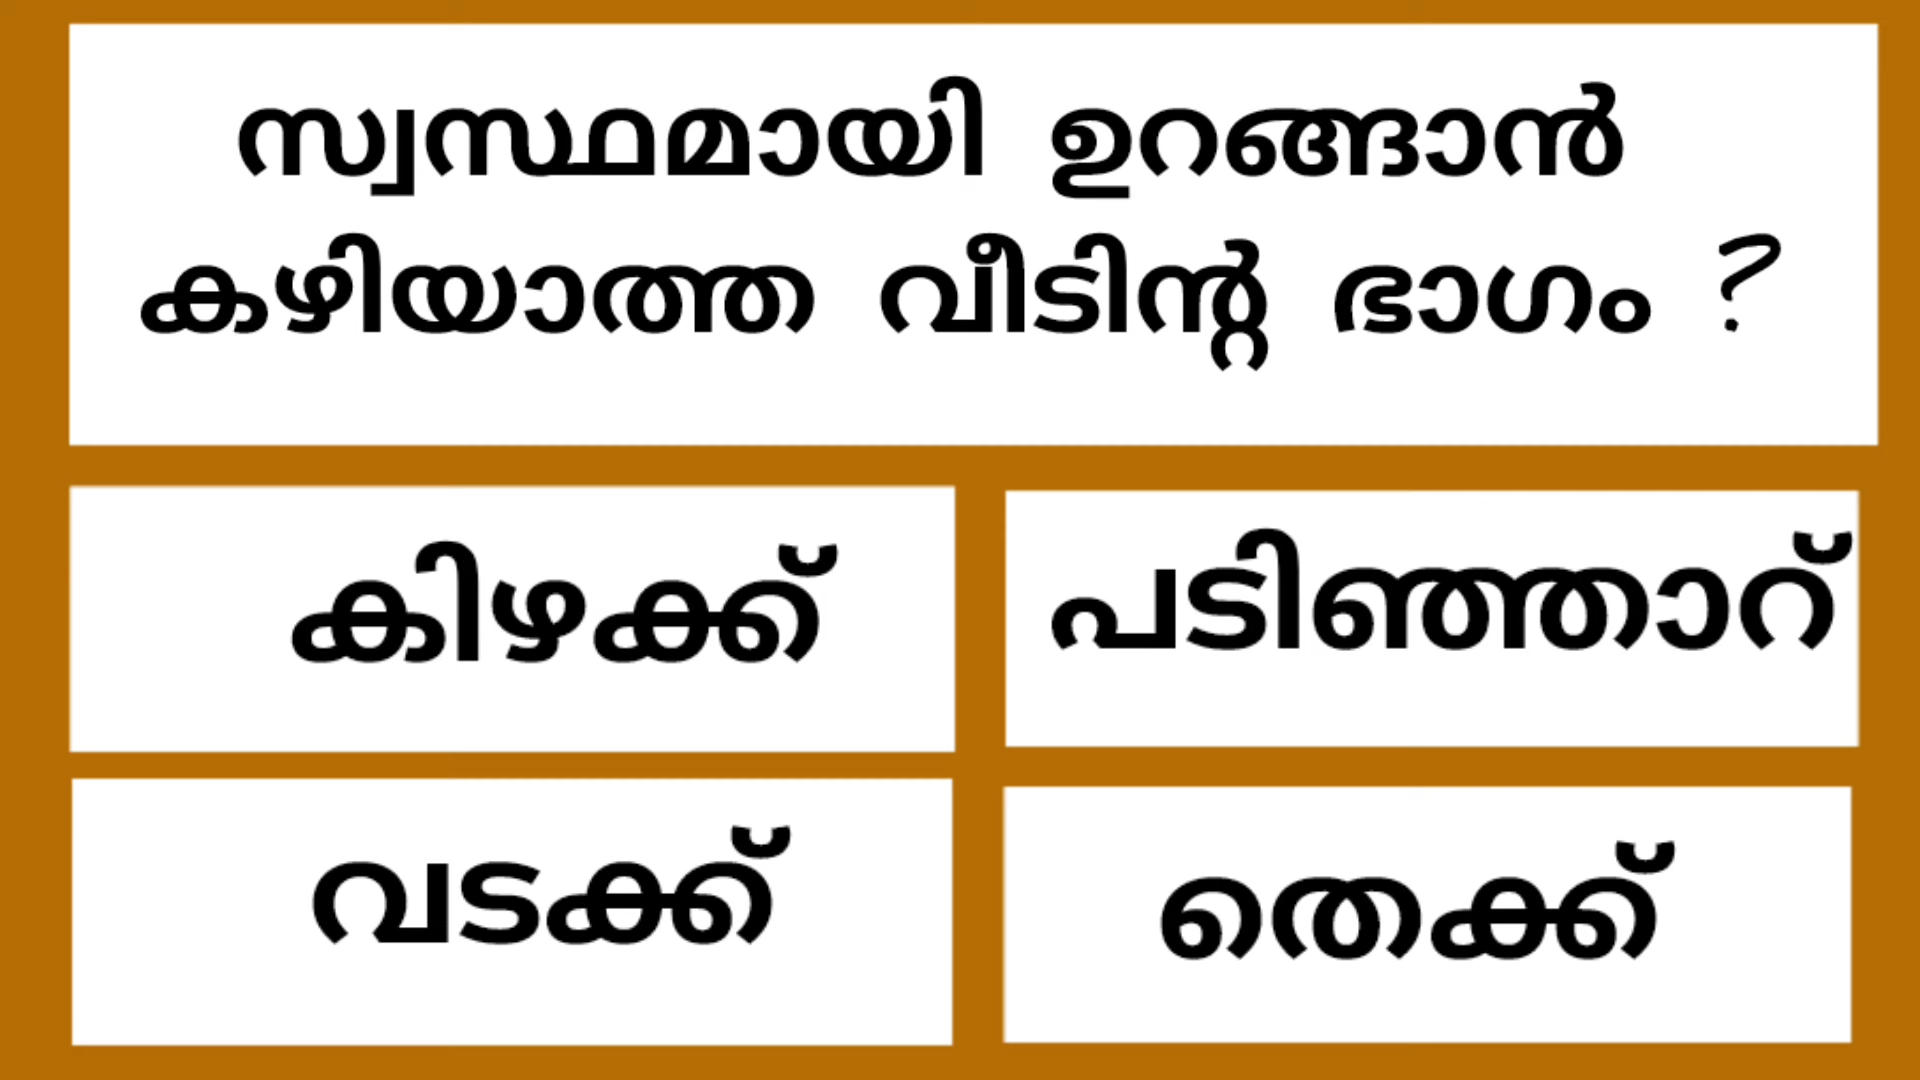 സ്വസ്ഥമായി ഉറങ്ങാൻ
കഴിയാത്ത വീടിന്റ ഭാഗം ?
കിഴക്ക്
പടിഞ്ഞാറ്
വടക്ക്
തെക്ക്